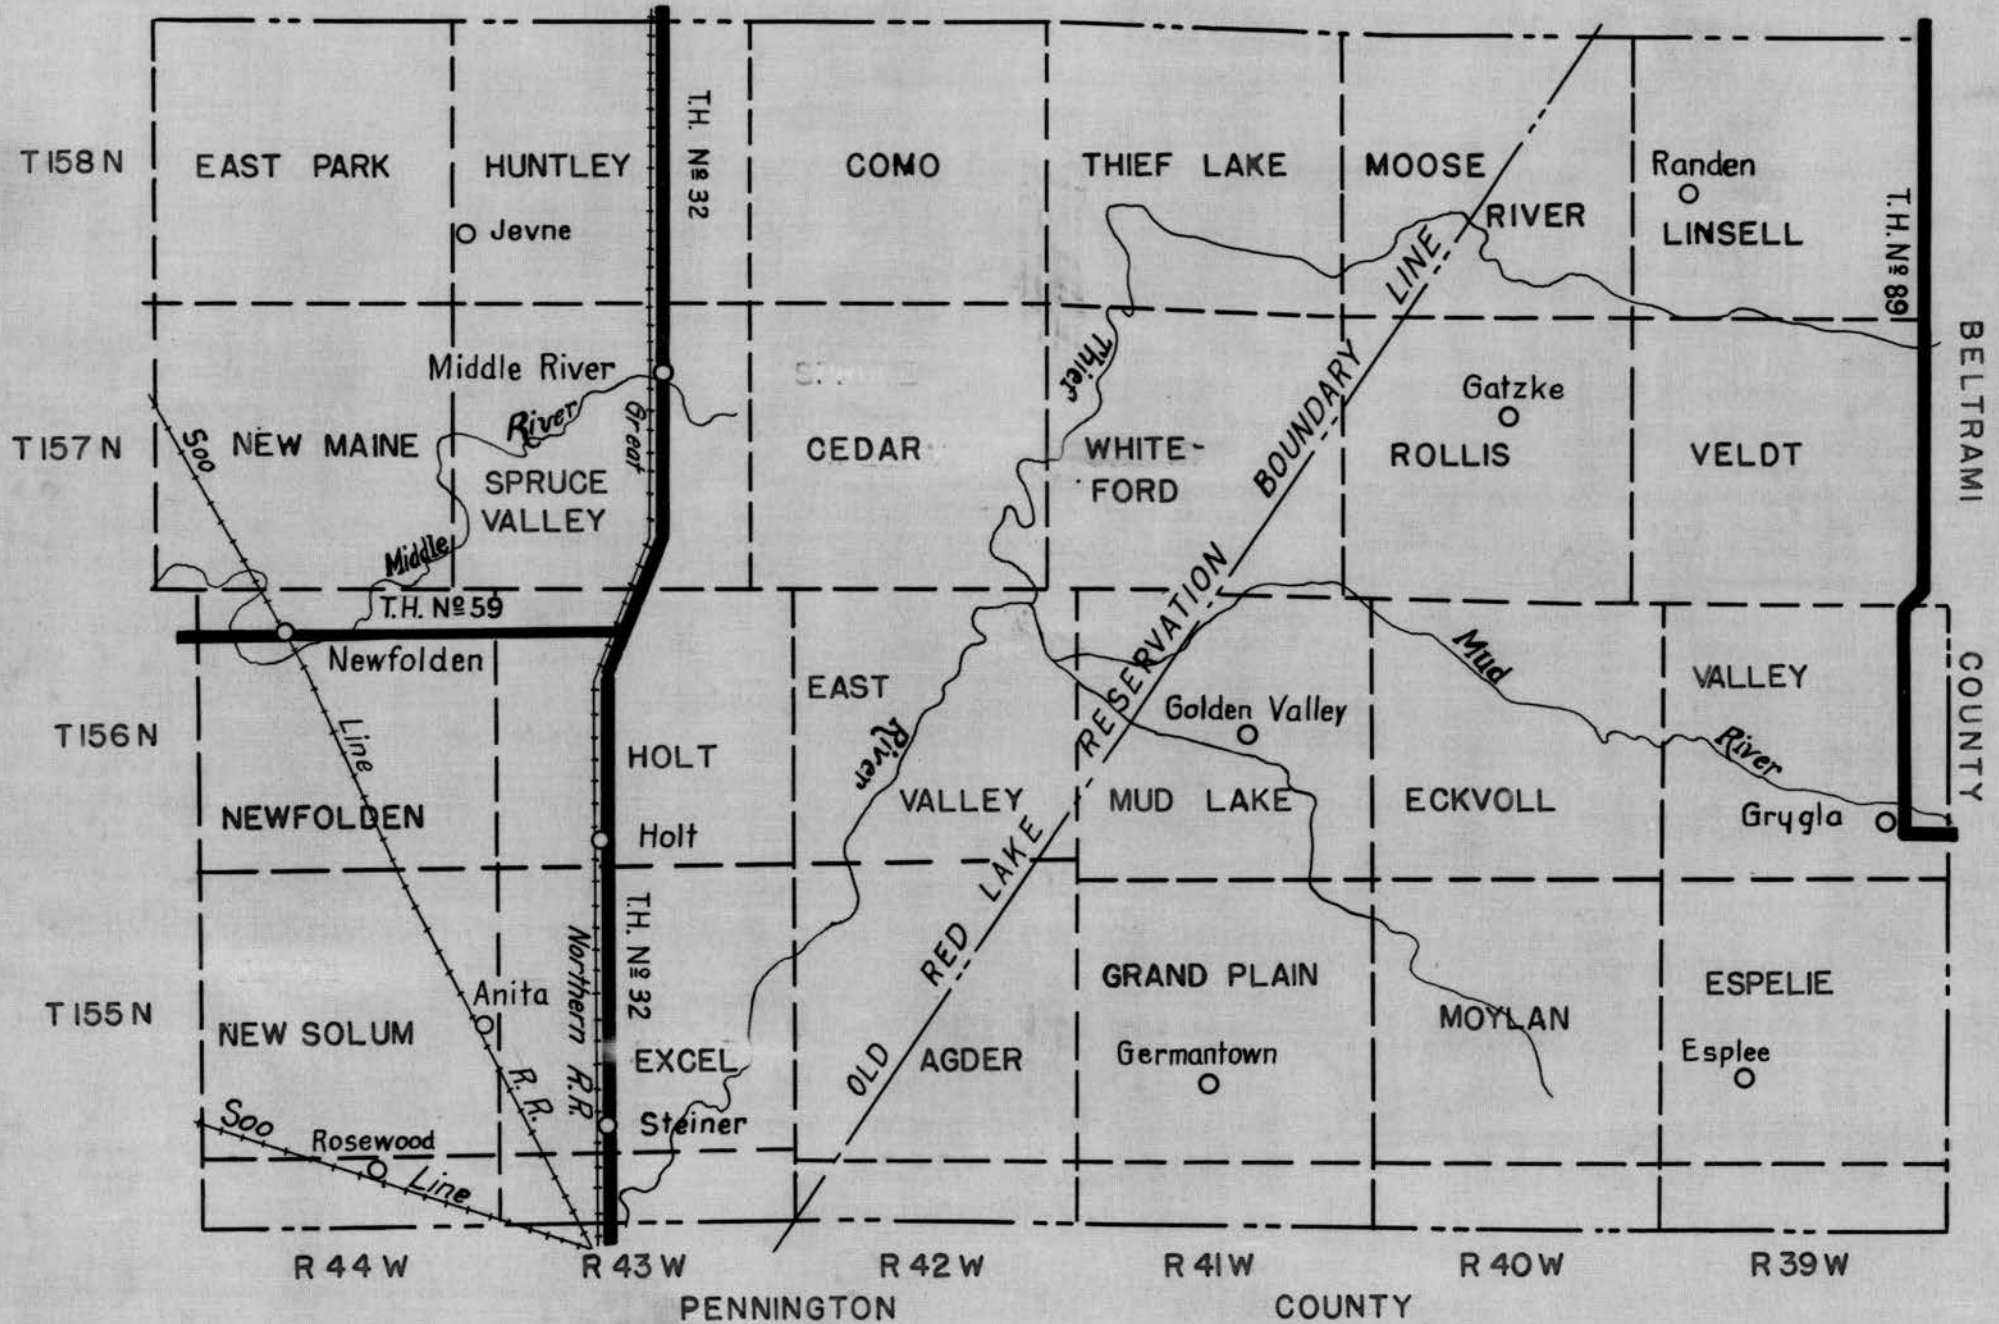 T.H. Nº 32
T158N
EAST PARK
HUNTLEY
COMO
THIEF LAKE
MOOSE
RIVER
Randen
LINSELL
T.H. Nº 89
Jevne
BELTRAMI
COUNTY
Middle River
River
Great
Thief
Gatzke
T157N
Soo
NEW MAINE
SPRUCE
VALLEY
CEDAR
WHITE-
FORD
ROLLIS
VELDT
Middle
T.H. Nº 59
Newfolden
OLD RED LAKE RESERVATION BOUNDARY LINE
EAST
VALLEY
River
Golden Valley
Mud
VALLEY
River
T156N
Line
HOLT
NEWFOLDEN
MUD LAKE
ECKVOLL
Grygla
Holt
T.H. Nº 32
Northern R.R.
T155N
Anita
NEW SOLUM
R.R.
EXCEL
AGDER
GRAND PLAIN
Germantown
MOYLAN
ESPELIE
Esplee
Steiner
Soo
Rosewood
Line
R 44 W
R 43 W
R 42 W
R 41 W
R 40 W
R 39 W
PENNINGTON COUNTY